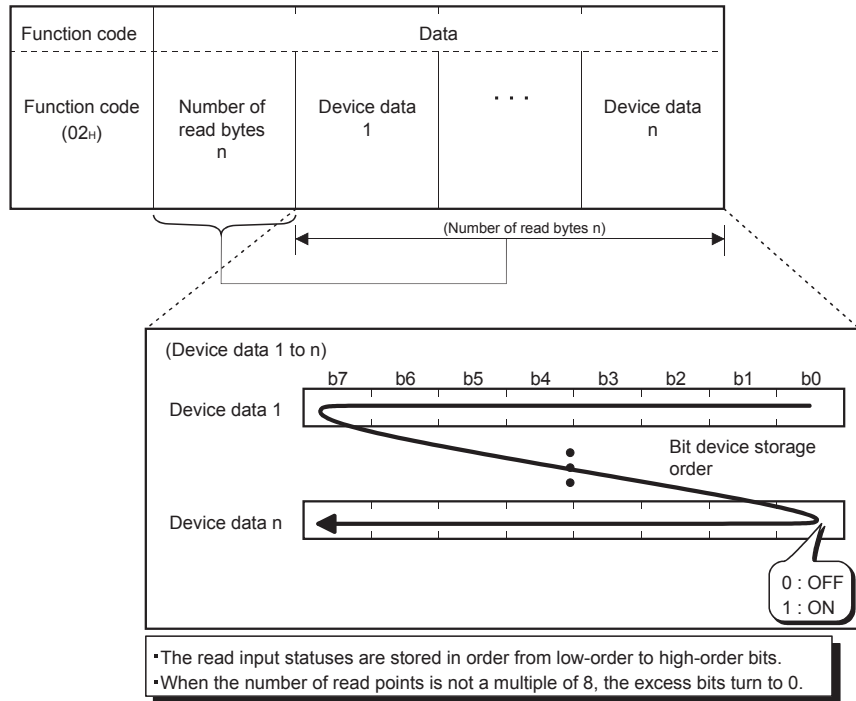 Function code Data
Function code
(02H)
Number of
read bytes
n
Device data
1
· · ·
Device data
n
(Number of read bytes n)
(Device data 1 to n)
b7 b6 b5 b4 b3 b2 b1 b0
Device data 1
Bit device storage
order
Device data n
0 : OFF
1 : ON
▪The read input statuses are stored in order from low-order to high-order bits.
▪When the number of read points is not a multiple of 8, the excess bits turn to 0.